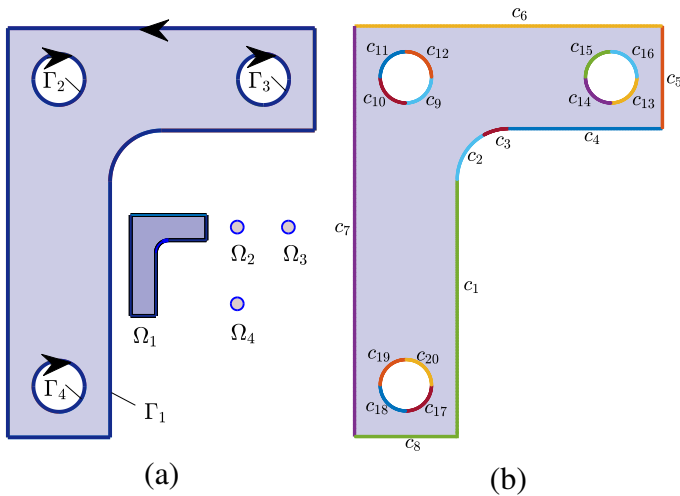 c₆
c₁₁ c₁₂ c₁₅ c₁₆
Γ₂ Γ₃ c₅
c₁₀ c₉ c₁₄ c₁₃
c₃ c₄
c₂
c₇
Ω₂ Ω₃
c₁
Ω₁ Ω₄
c₁₉ c₂₀
Γ₄
Γ₁ c₁₈ c₁₇
c₈
(a) (b)